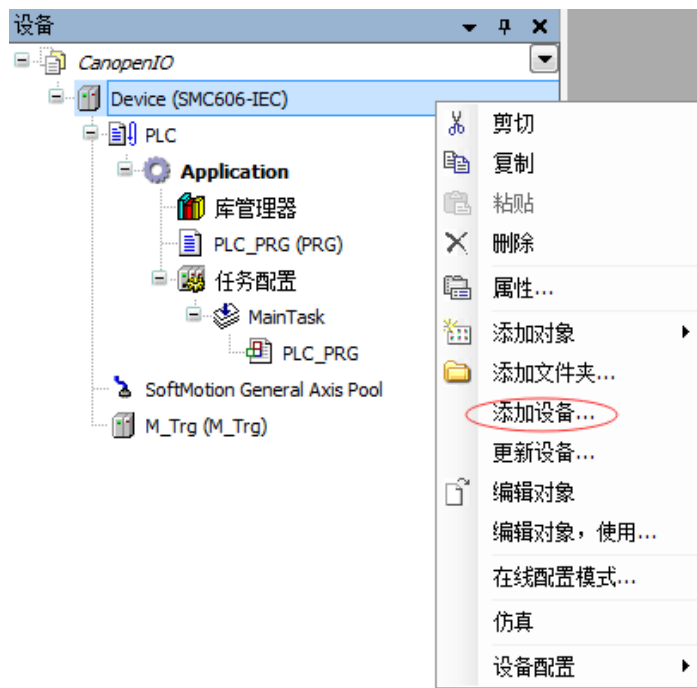 设备
CanopenIO
Device (SMC606-IEC)
PLC
Application
库管理器
PLC_PRG (PRG)
任务配置
MainTask
PLC_PRG
SoftMotion General Axis Pool
M_Trg (M_Trg)
剪切
复制
粘贴
删除
属性...
添加对象
添加文件夹...
添加设备...
更新设备...
编辑对象
编辑对象，使用...
在线配置模式...
仿真
设备配置